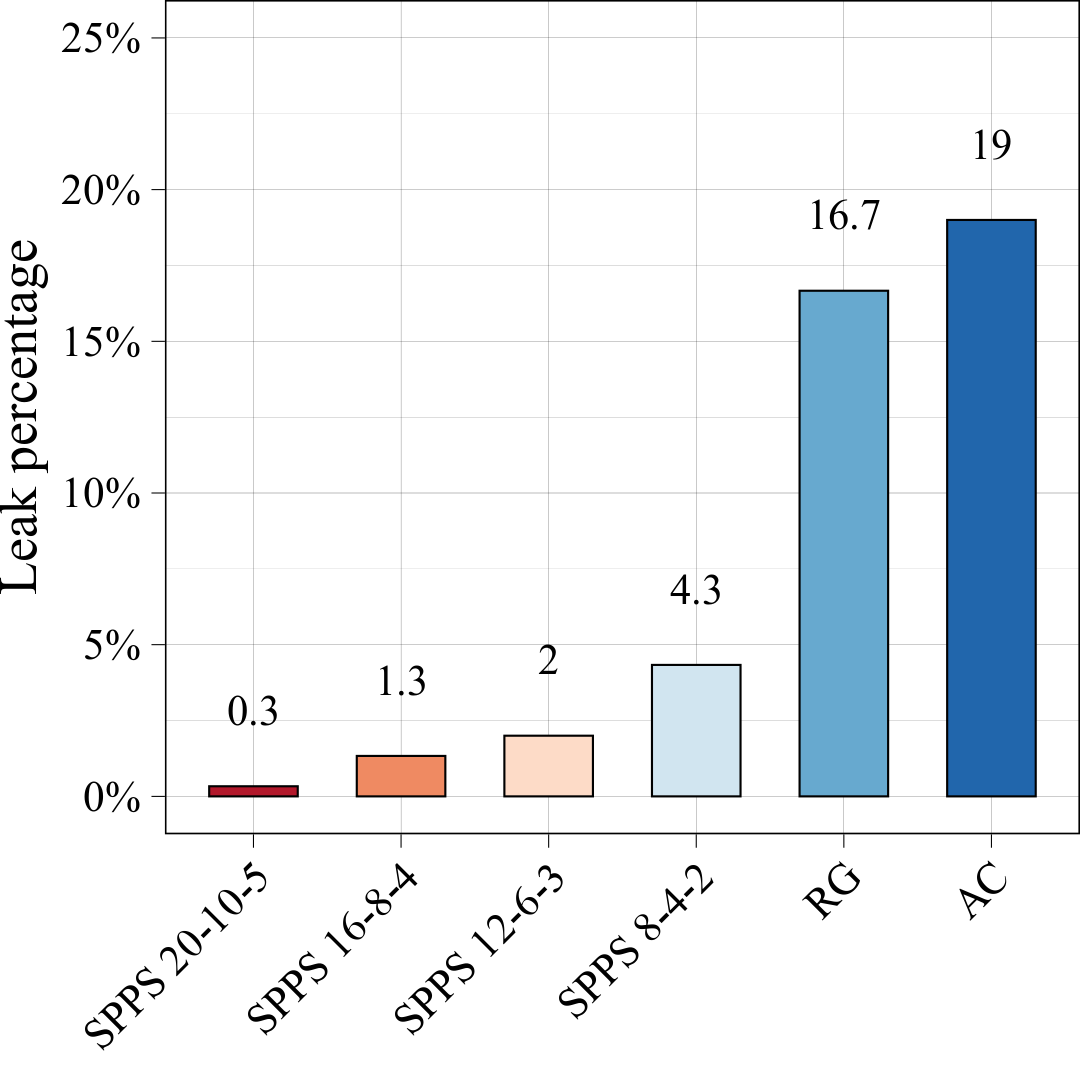 Leak percentage
25%
20%
15%
10%
5%
0%
0.3
1.3
2
4.3
16.7
19
SPPS 20-10-5
SPPS 16-8-4
SPPS 12-6-3
SPPS 8-4-2
RG
AC